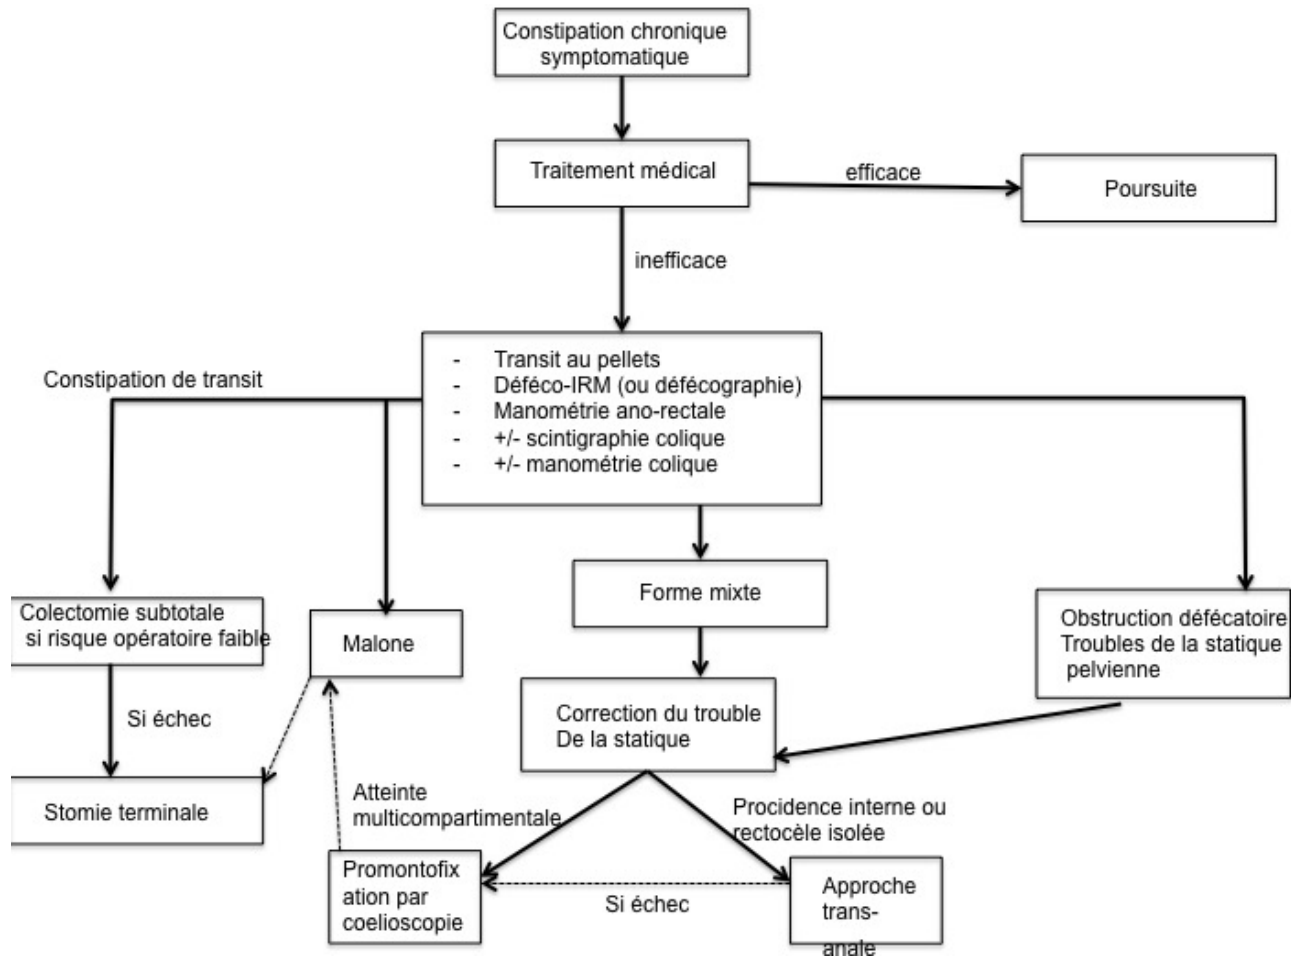 Constipation chronique
symptomatique
Traitement médical
efficace
Poursuite
inefficace
- Transit au pellets
- Déféco-IRM (ou défécographie)
- Manométrie ano-rectale
- +/- scintigraphie colique
- +/- manométrie colique
Constipation de transit
Forme mixte
Colectomie subtotale
si risque opératoire faible
Malone
Obstruction défécatoire
Troubles de la statique
pelvienne
Si échec
Correction du trouble
De la statique
Stomie terminale
Atteinte
multicompartimentale
Procidence interne ou
rectocèle isolée
Promontofix
ation par
coelioscopie
Si échec
Approche
trans-
anale